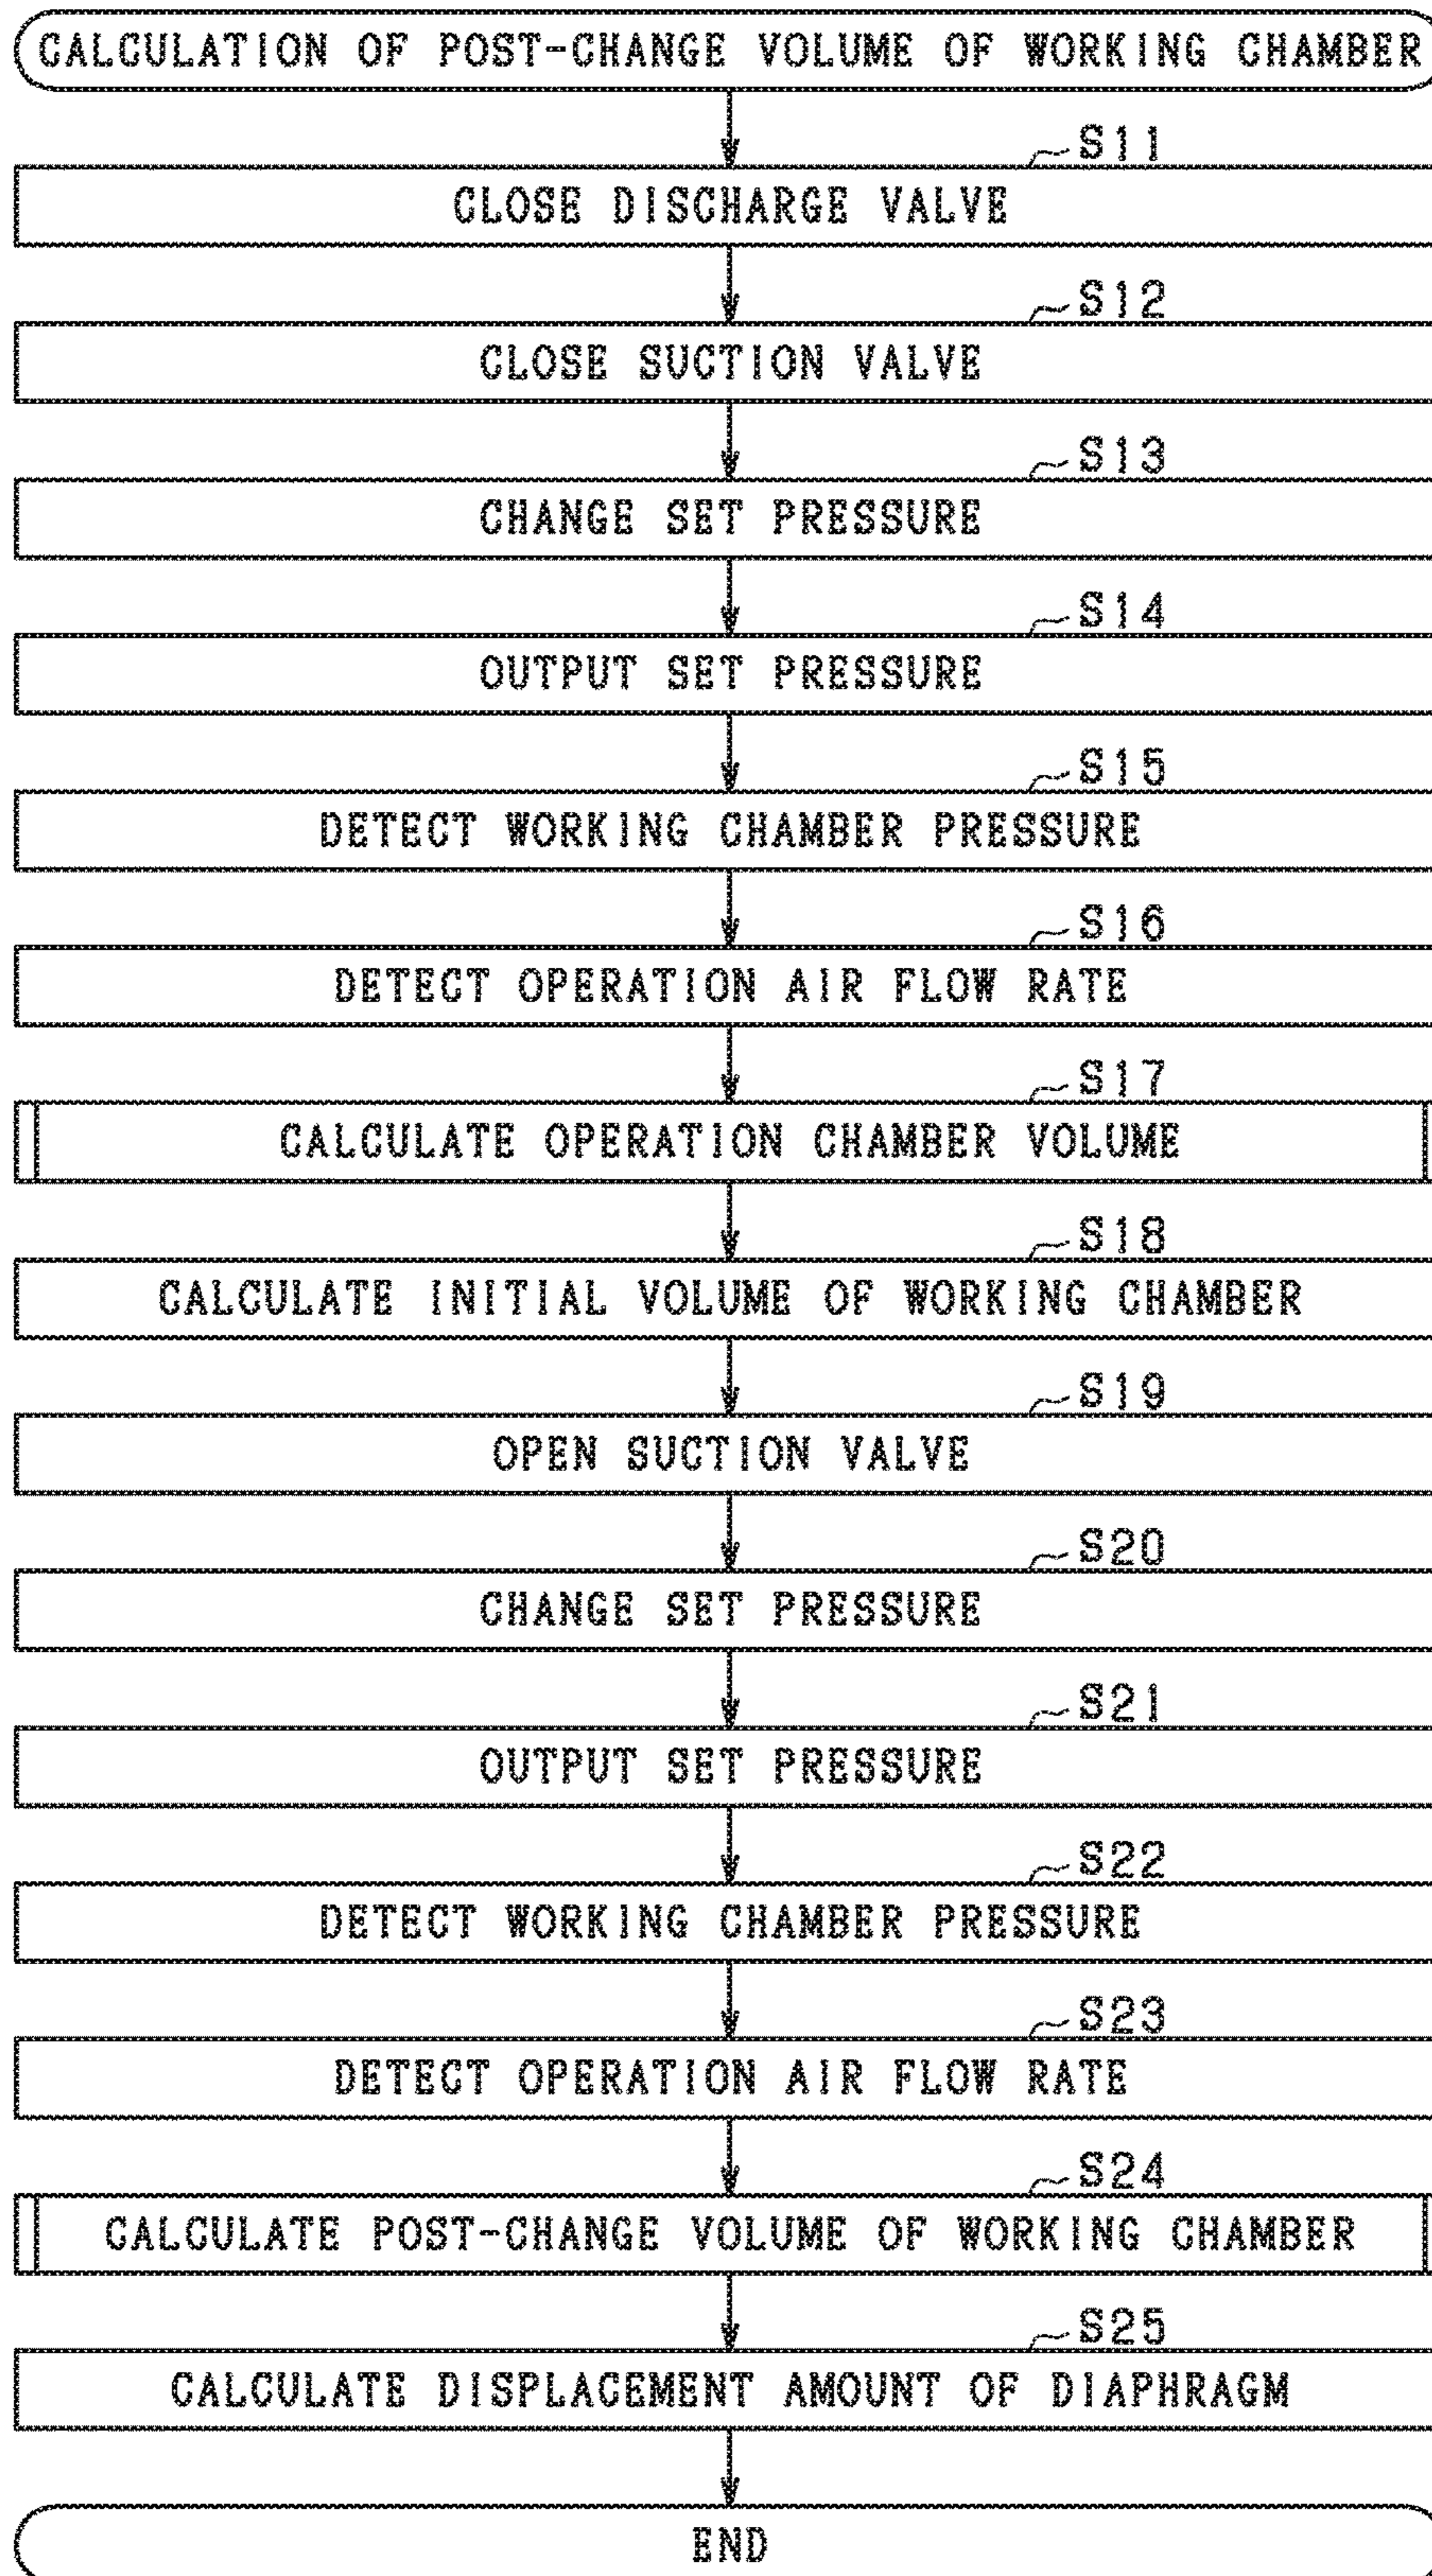 CALCULATION OF POST-CHANGE VOLUME OF WORKING CHAMBER
S11
CLOSE DISCHARGE VALVE
S12
CLOSE SUCTION VALVE
S13
CHANGE SET PRESSURE
S14
OUTPUT SET PRESSURE
S15
DETECT WORKING CHAMBER PRESSURE
S16
DETECT OPERATION AIR FLOW RATE
S17
CALCULATE OPERATION CHAMBER VOLUME
S18
CALCULATE INITIAL VOLUME OF WORKING CHAMBER
S19
OPEN SUCTION VALVE
S20
CHANGE SET PRESSURE
S21
OUTPUT SET PRESSURE
S22
DETECT WORKING CHAMBER PRESSURE
S23
DETECT OPERATION AIR FLOW RATE
S24
CALCULATE POST-CHANGE VOLUME OF WORKING CHAMBER
S25
CALCULATE DISPLACEMENT AMOUNT OF DIAPHRAGM
END